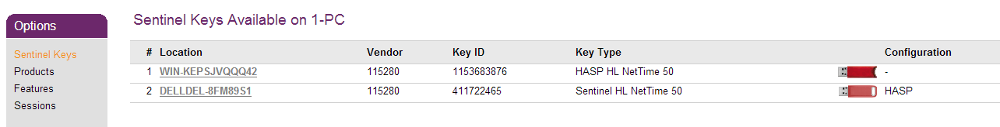 Options
Sentinel Keys
Products
Features
Sessions
Sentinel Keys Available on 1-PC
# Location Vendor Key ID Key Type Configuration
1 WIN-KEPSJVQQQ42 115280 1153683876 HASP HL NetTime 50 -
2 DELLDEL-8FM89S1 115280 411722465 Sentinel HL NetTime 50 HASP